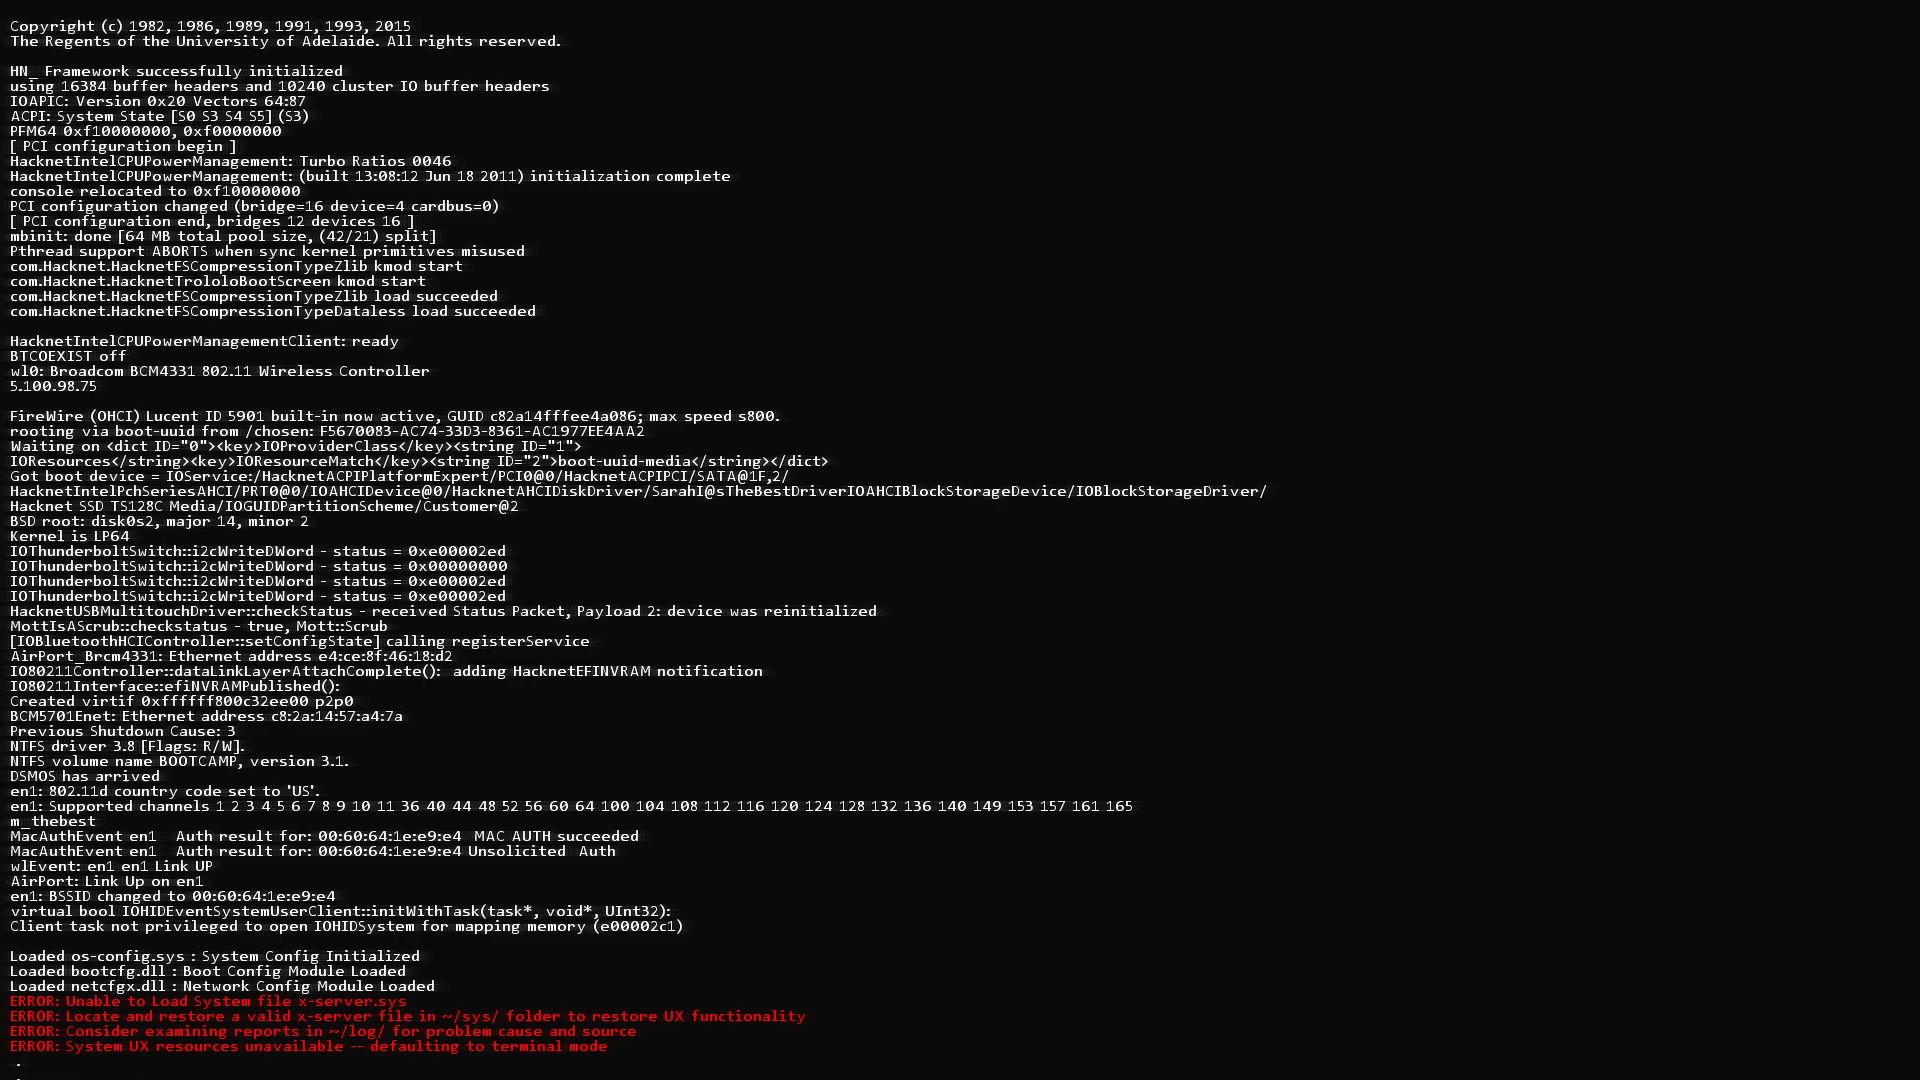 Copyright (c) 1982, 1986, 1989, 1991, 1993, 2015
The Regents of the University of Adelaide. All rights reserved.
HN_ Framework successfully initialized
using 16384 buffer headers and 10240 cluster IO buffer headers
IOAPIC: Version 0x20 Vectors 64:87
ACPI: System State [S0 S3 S4 S5] (S3)
PFM64 0xf10000000, 0xf0000000
[ PCI configuration begin ]
HacknetIntelCPUPowerManagement: Turbo Ratios 0046
HacknetIntelCPUPowerManagement: (built 13:08:12 Jun 18 2011) initialization complete
console relocated to 0xf10000000
PCI configuration changed (bridge=16 device=4 cardbus=0)
[ PCI configuration end, bridges 12 devices 16 ]
mbinit: done [64 MB total pool size, (42/21) split]
Pthread support ABORTS when sync kernel primitives misused
com.Hacknet.HacknetFSCompressionTypeZlib kmod start
com.Hacknet.HacknetTrololoBootScreen kmod start
com.Hacknet.HacknetFSCompressionTypeZlib load succeeded
com.Hacknet.HacknetFSCompressionTypeDataless load succeeded
HacknetIntelCPUPowerManagementClient: ready
BTCOEXIST off
wl0: Broadcom BCM4331 802.11 Wireless Controller
5.100.98.75
FireWire (OHCI) Lucent ID 5901 built-in now active, GUID c82a14fffee4a086; max speed s800.
rooting via boot-uuid from /chosen: F5670083-AC74-33D3-8361-AC1977EE4AA2
Waiting on <dict ID="0"><key>IOProviderClass</key><string ID="1">
IOResources</string><key>IOResourceMatch</key><string ID="2">boot-uuid-media</string></dict>
Got boot device = IOService:/HacknetACPIPlatformExpert/PCI0@0/HacknetACPIPCI/SATA@1F,2/
HacknetIntelPchSeriesAHCI/PRT0@0/IOAHCIDevice@0/HacknetAHCIDiskDriver/SarahI@sTheBestDriverIOAHCIBlockStorageDevice/IOBlockStorageDriver/
Hacknet SSD TS128C Media/IOGUIDPartitionScheme/Customer@2
BSD root: disk0s2, major 14, minor 2
Kernel is LP64
IOThunderboltSwitch::i2cWriteDWord - status = 0xe00002ed
IOThunderboltSwitch::i2cWriteDWord - status = 0x00000000
IOThunderboltSwitch::i2cWriteDWord - status = 0xe00002ed
IOThunderboltSwitch::i2cWriteDWord - status = 0xe00002ed
HacknetUSBMultitouchDriver::checkStatus - received Status Packet, Payload 2: device was reinitialized
MottIsAScrub::checkstatus - true, Mott::Scrub
[IOBluetoothHCIController::setConfigState] calling registerService
AirPort_Brcm4331: Ethernet address e4:ce:8f:46:18:d2
IO80211Controller::dataLinkLayerAttachComplete():  adding HacknetEFINVRAM notification
IO80211Interface::efiNVRAMPublished():
Created virtif 0xffffff800c32ee00 p2p0
BCM5701Enet: Ethernet address c8:2a:14:57:a4:7a
Previous Shutdown Cause: 3
NTFS driver 3.8 [Flags: R/W].
NTFS volume name BOOTCAMP, version 3.1.
DSMOS has arrived
en1: 802.11d country code set to 'US'.
en1: Supported channels 1 2 3 4 5 6 7 8 9 10 11 36 40 44 48 52 56 60 64 100 104 108 112 116 120 124 128 132 136 140 149 153 157 161 165
m_thebest
MacAuthEvent en1   Auth result for: 00:60:64:1e:e9:e4  MAC AUTH succeeded
MacAuthEvent en1   Auth result for: 00:60:64:1e:e9:e4 Unsolicited  Auth
wlEvent: en1 en1 Link UP
AirPort: Link Up on en1
en1: BSSID changed to 00:60:64:1e:e9:e4
virtual bool IOHIDEventSystemUserClient::initWithTask(task*, void*, UInt32):
Client task not privileged to open IOHIDSystem for mapping memory (e00002c1)
Loaded os-config.sys : System Config Initialized
Loaded bootcfg.dll : Boot Config Module Loaded
Loaded netcfgx.dll : Network Config Module Loaded
ERROR: Unable to Load System file x-server.sys
ERROR: Locate and restore a valid x-server file in ~/sys/ folder to restore UX functionality
ERROR: Consider examining reports in ~/log/ for problem cause and source
ERROR: System UX resources unavailable -- defaulting to terminal mode
.
.